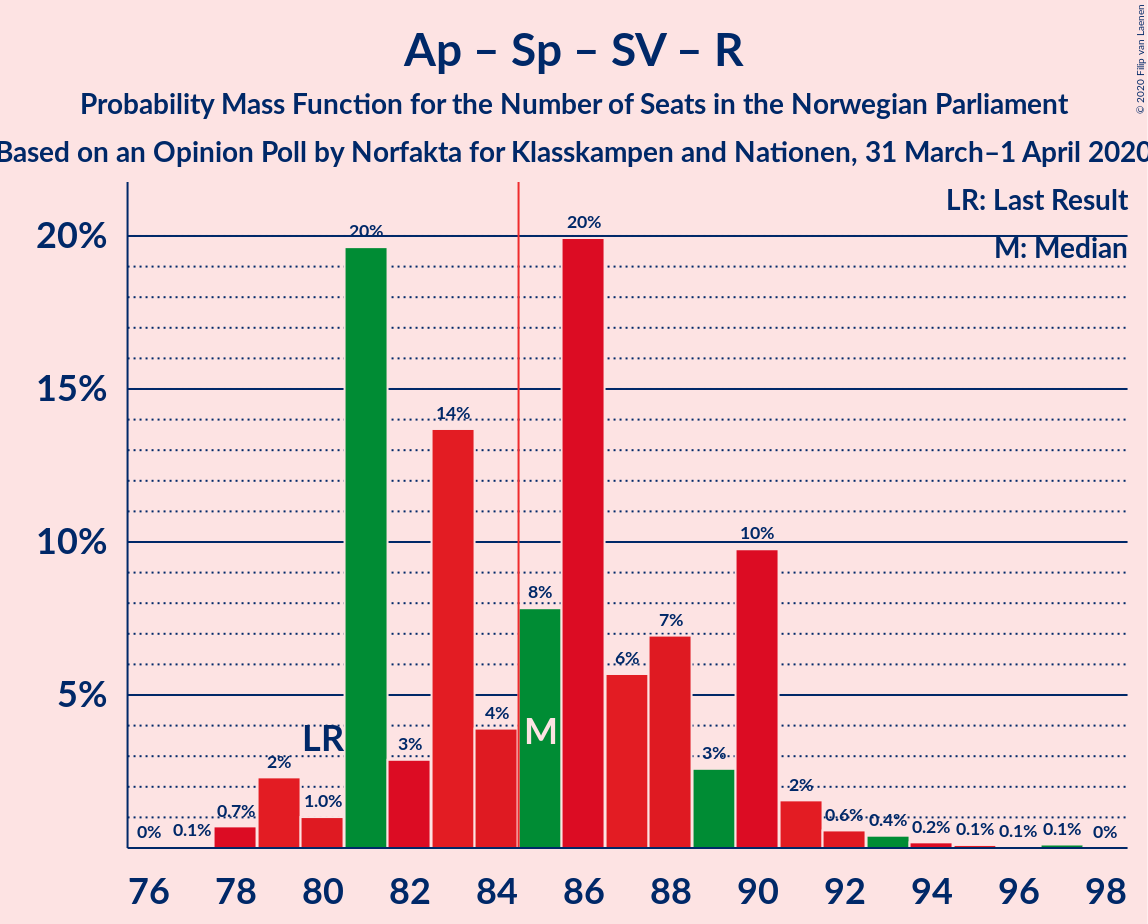 Ap – Sp – SV – R
Probability Mass Function for the Number of Seats in the Norwegian Parliament
Based on an Opinion Poll by Norfakta for Klasskampen and Nationen, 31 March–1 April 2020
© 2020 Filip van Laenen
LR: Last Result
M: Median
20%
15%
10%
5%
0% 0.1% 0.7% 2% 1.0% 20% 3% 14% 4% 8% 20% 6% 7% 3% 10% 2% 0.6% 0.4% 0.2% 0.1% 0.1% 0.1% 0%
LR M
76 78 80 82 84 86 88 90 92 94 96 98